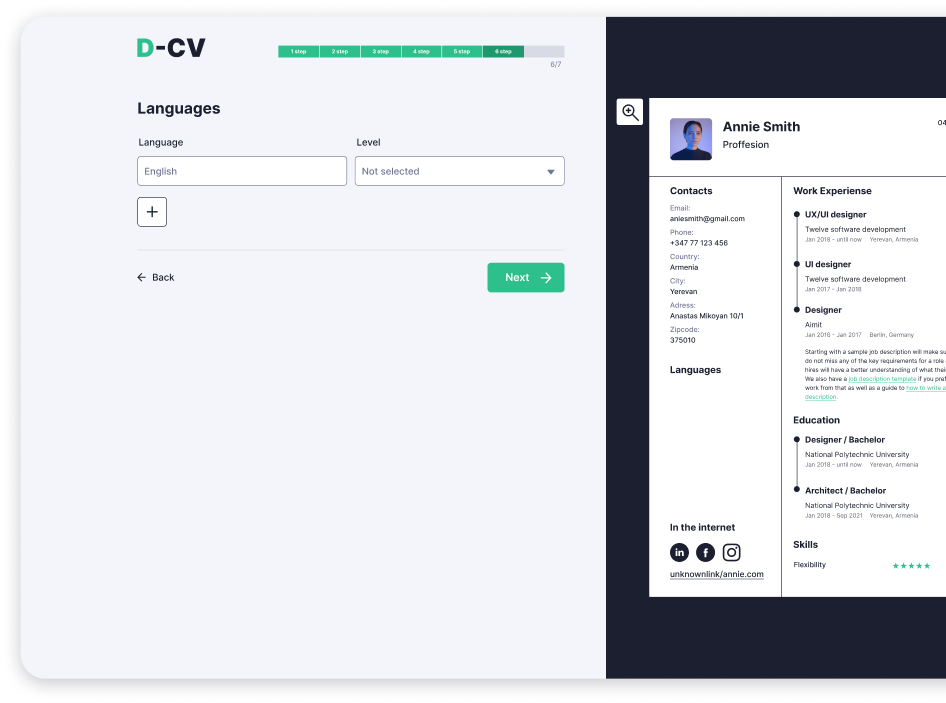 D-CV
1 step 2 step 3 step 4 step 5 step 6 step
6/7
Languages
Language Level
English Not selected
Back Next
Annie Smith
Proffesion
04
Contacts
Email:
aniesmith@gmail.com
Phone:
+347 77 123 456
Country:
Armenia
City:
Yerevan
Adress:
Anastas Mikoyan 10/1
Zipcode:
375010
Languages
In the internet
in f
unknownlink/annie.com
Work Experiense
UX/UI designer
Twelve software development
Jan 2018 - until now Yerevan, Armenia
UI designer
Twelve software development
Jan 2017 - Jan 2018
Designer
Aimit
Jan 2016 - Jan 2017 Berlin, Germany
Starting with a sample job description will make su
do not miss any of the key requirements for a role
hires will have a better understanding of what thei
We also have a job description template if you pref
work from that as well as a guide to how to write a
description.
Education
Designer / Bachelor
National Polytechnic University
Jan 2018 - until now Yerevan, Armenia
Architect / Bachelor
National Polytechnic University
Jan 2018 - Sep 2021 Yerevan, Armenia
Skills
Flexibility